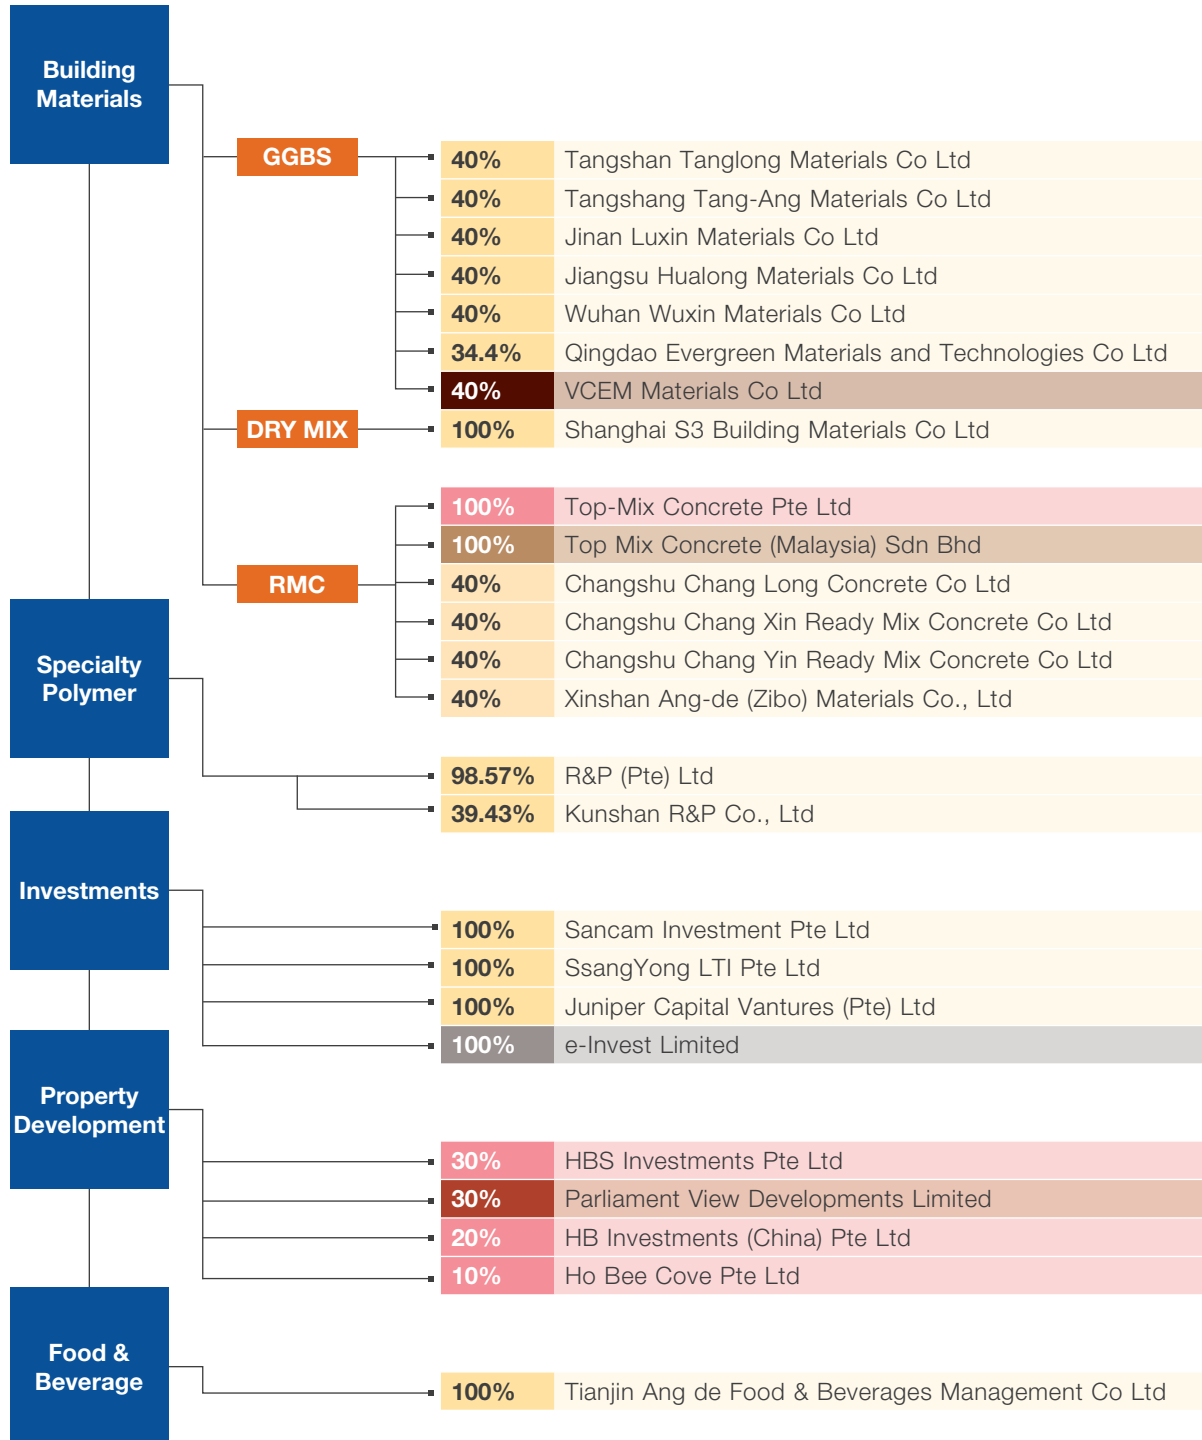 Building
Materials
GGBS
40% Tangshan Tanglong Materials Co Ltd
40% Tangshang Tang-Ang Materials Co Ltd
40% Jinan Luxin Materials Co Ltd
40% Jiangsu Hualong Materials Co Ltd
40% Wuhan Wuxin Materials Co Ltd
34.4% Qingdao Evergreen Materials and Technologies Co Ltd
40% VCEM Materials Co Ltd
DRY MIX
100% Shanghai S3 Building Materials Co Ltd
RMC
100% Top-Mix Concrete Pte Ltd
100% Top Mix Concrete (Malaysia) Sdn Bhd
40% Changshu Chang Long Concrete Co Ltd
40% Changshu Chang Xin Ready Mix Concrete Co Ltd
40% Changshu Chang Yin Ready Mix Concrete Co Ltd
40% Xinshan Ang-de (Zibo) Materials Co., Ltd
Specialty
Polymer
98.57% R&P (Pte) Ltd
39.43% Kunshan R&P Co., Ltd
Investments
100% Sancam Investment Pte Ltd
100% SsangYong LTI Pte Ltd
100% Juniper Capital Vantures (Pte) Ltd
100% e-Invest Limited
Property
Development
30% HBS Investments Pte Ltd
30% Parliament View Developments Limited
20% HB Investments (China) Pte Ltd
10% Ho Bee Cove Pte Ltd
Food &
Beverage
100% Tianjin Ang de Food & Beverages Management Co Ltd